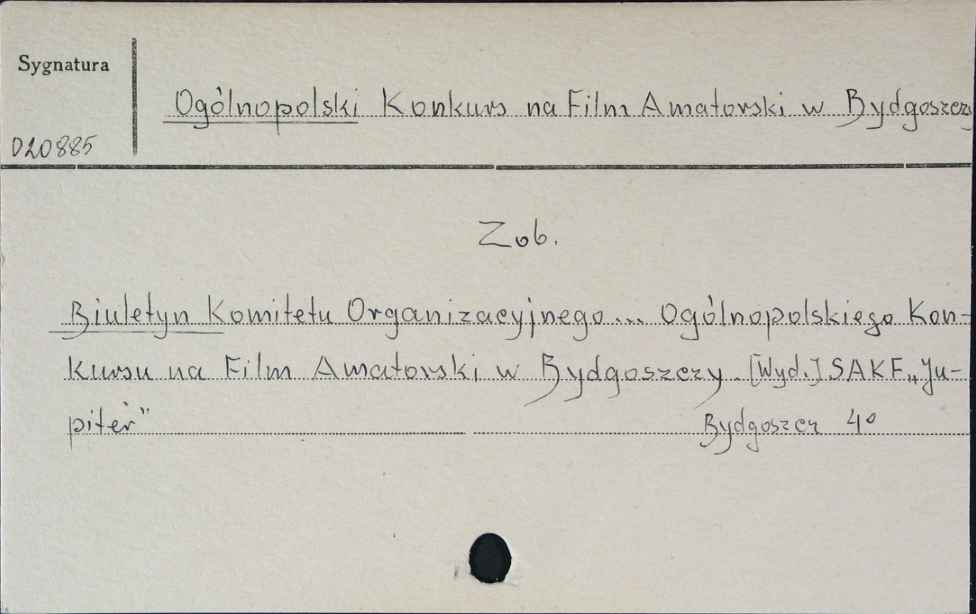 Sygnatura
Ogólnopolski Konkurs na Film Amatorski w Bydgoszczy
D20885
Zob.
Biuletyn Komitetu Organizacyjnego... Ogólnopolskiego Kon-
kursu na Film Amatorski w Bydgoszczy. [Wyd.] SAKF „Ju-
piter"
Bydgoszcz 4°